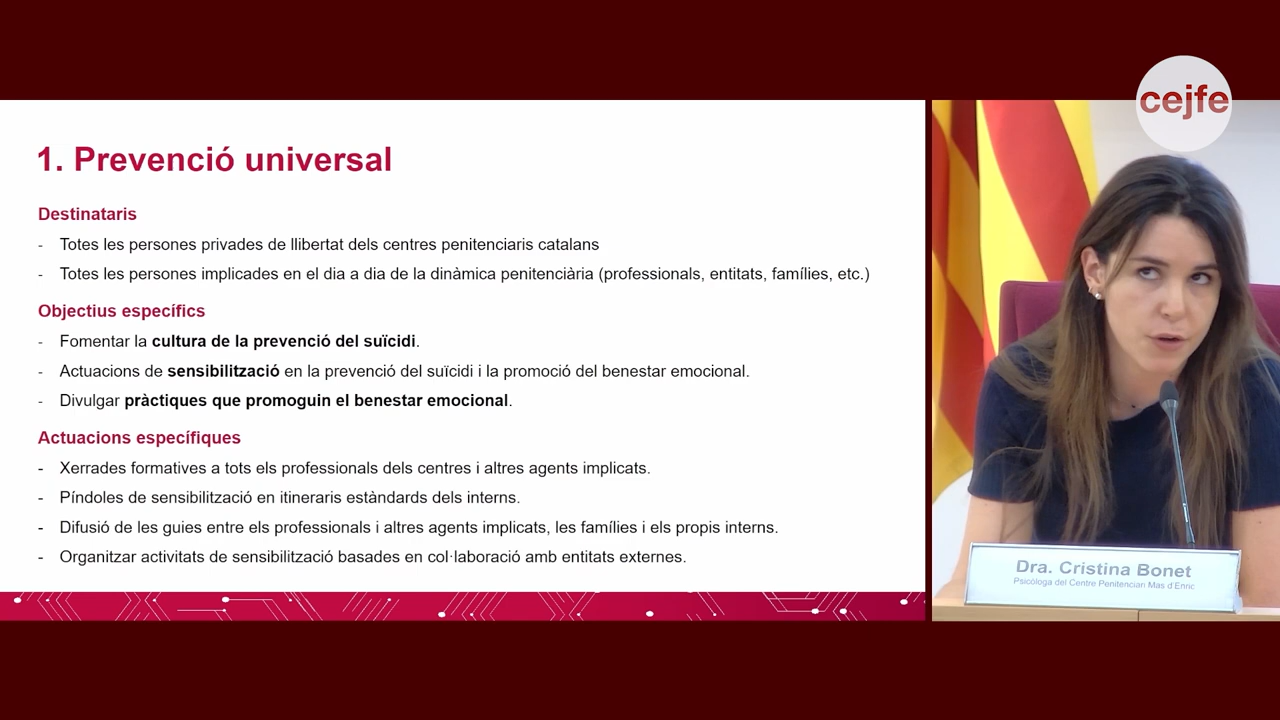 cejfe
1. Prevenció universal
Destinataris
- Totes les persones privades de llibertat dels centres penitenciaris catalans
- Totes les persones implicades en el dia a dia de la dinàmica penitenciària (professionals, entitats, famílies, etc.)
Objectius específics
- Fomentar la cultura de la prevenció del suïcidi.
- Actuacions de sensibilització en la prevenció del suïcidi i la promoció del benestar emocional.
- Divulgar pràctiques que promoguin el benestar emocional.
Actuacions específiques
- Xerrades formatives a tots els professionals dels centres i altres agents implicats.
- Píndoles de sensibilització en itineraris estàndards dels interns.
- Difusió de les guies entre els professionals i altres agents implicats, les famílies i els propis interns.
- Organitzar activitats de sensibilització basades en col·laboració amb entitats externes.
Dra. Cristina Bonet
Psicòloga del Centre Penitenciari Mas d'Enric